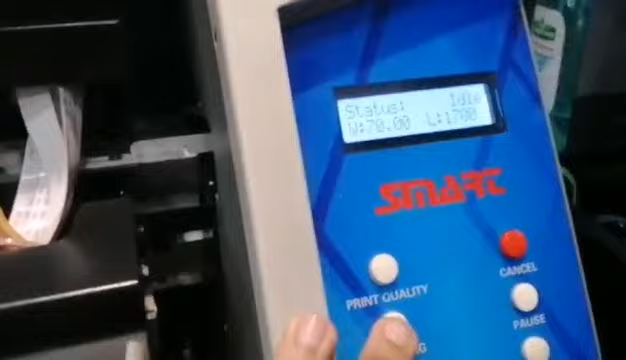 Status: Idle
W:70.00 L:1700
SMART
PRINT QUALITY
CANCEL
PAUSE